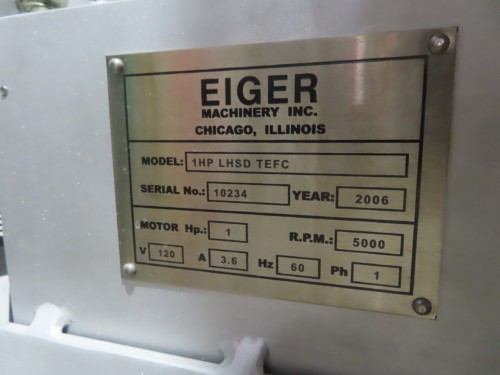 EIGER
MACHINERY INC.
CHICAGO, ILLINOIS
MODEL: 1HP LHSD TEFC
SERIAL No.: 10234 YEAR: 2006
MOTOR Hp.: 1 R.P.M.: 5000
V 120 A 3.6 Hz 60 Ph 1